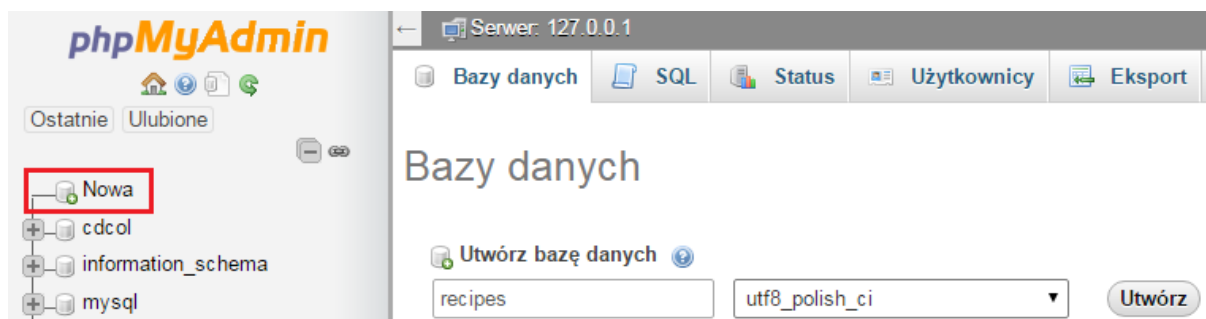 phpMyAdmin
Ostatnie Ulubione
Nowa
cdcol
information_schema
mysql
← Serwer: 127.0.0.1
Bazy danych SQL Status Użytkownicy Eksport
Bazy danych
Utwórz bazę danych
recipes utf8_polish_ci Utwórz